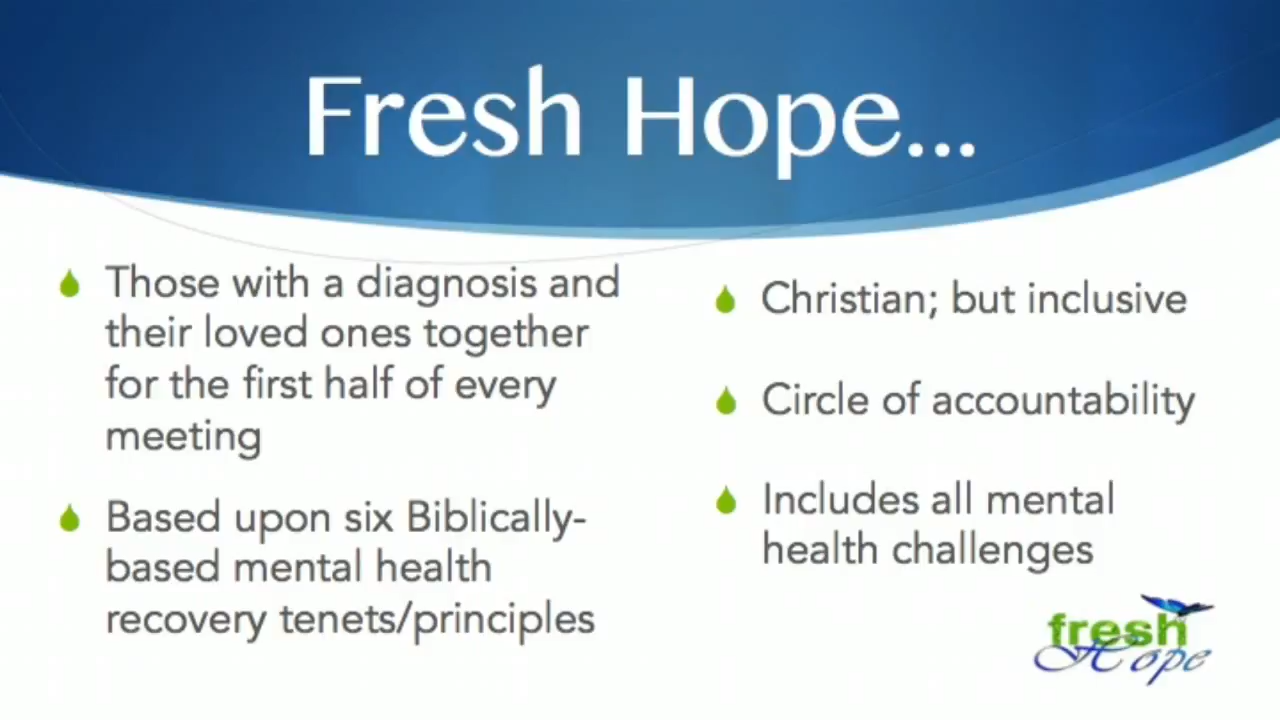 Fresh Hope...
Those with a diagnosis and
their loved ones together
for the first half of every
meeting
Based upon six Biblically-
based mental health
recovery tenets/principles
Christian; but inclusive
Circle of accountability
Includes all mental
health challenges
fresh
Hope